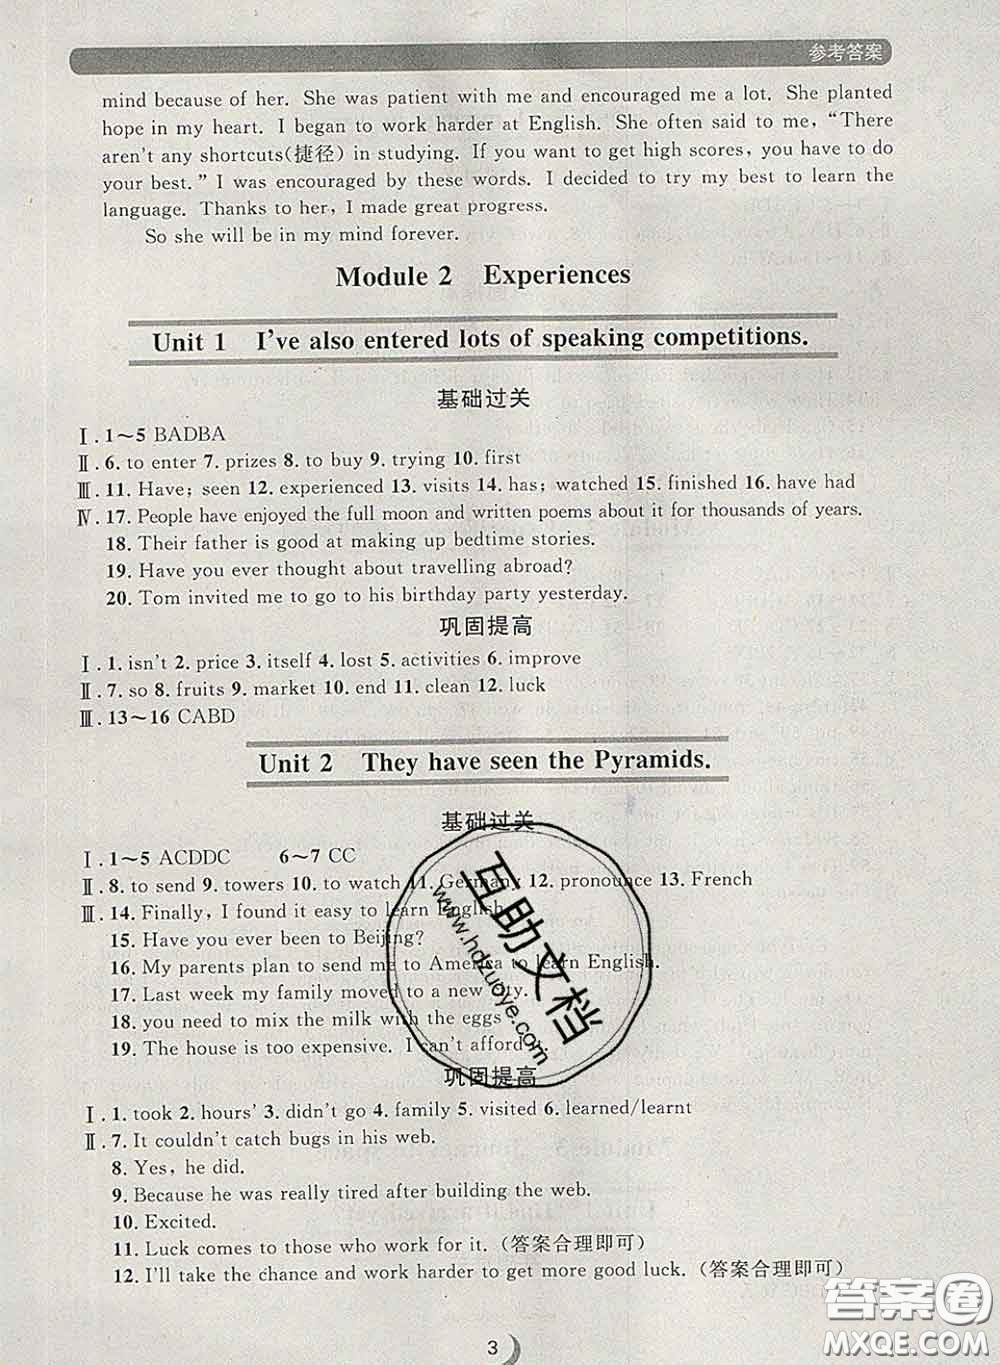 参考答案
mind because of her. She was patient with me and encouraged me a lot. She planted
hope in my heart. I began to work harder at English. She often said to me, “There
aren't any shortcuts(捷径) in studying. If you want to get high scores, you have to do
your best.” I was encouraged by these words. I decided to try my best to learn the
language. Thanks to her, I made great progress.
So she will be in my mind forever.
Module 2 Experiences
Unit 1 I've also entered lots of speaking competitions.
基础过关
Ⅰ. 1~5 BADBA
Ⅱ. 6. to enter 7. prizes 8. to buy 9. trying 10. first
Ⅲ. 11. Have; seen 12. experienced 13. visits 14. has; watched 15. finished 16. have had
Ⅳ. 17. People have enjoyed the full moon and written poems about it for thousands of years.
18. Their father is good at making up bedtime stories.
19. Have you ever thought about travelling abroad?
20. Tom invited me to go to his birthday party yesterday.
巩固提高
Ⅰ. 1. isn't 2. price 3. itself 4. lost 5. activities 6. improve
Ⅱ. 7. so 8. fruits 9. market 10. end 11. clean 12. luck
Ⅲ. 13~16 CABD
Unit 2 They have seen the Pyramids.
基础过关
Ⅰ. 1~5 ACDDC 6~7 CC
Ⅱ. 8. to send 9. towers 10. to watch 11. Germany 12. pronounce 13. French
Ⅲ. 14. Finally, I found it easy to learn English.
15. Have you ever been to Beijing?
16. My parents plan to send me to America to learn English.
17. Last week my family moved to a new city.
18. you need to mix the milk with the eggs
19. The house is too expensive. I can't afford it.
巩固提高
Ⅰ. 1. took 2. hours' 3. didn't go 4. family 5. visited 6. learned/learnt
Ⅱ. 7. It couldn't catch bugs in his web.
8. Yes, he did.
9. Because he was really tired after building the web.
10. Excited.
11. Luck comes to those who work for it. (答案合理即可)
12. I'll take the chance and work harder to get more good luck. (答案合理即可)
3
互助文档
www.hdzuoye.com
答案圈
MXQE.COM